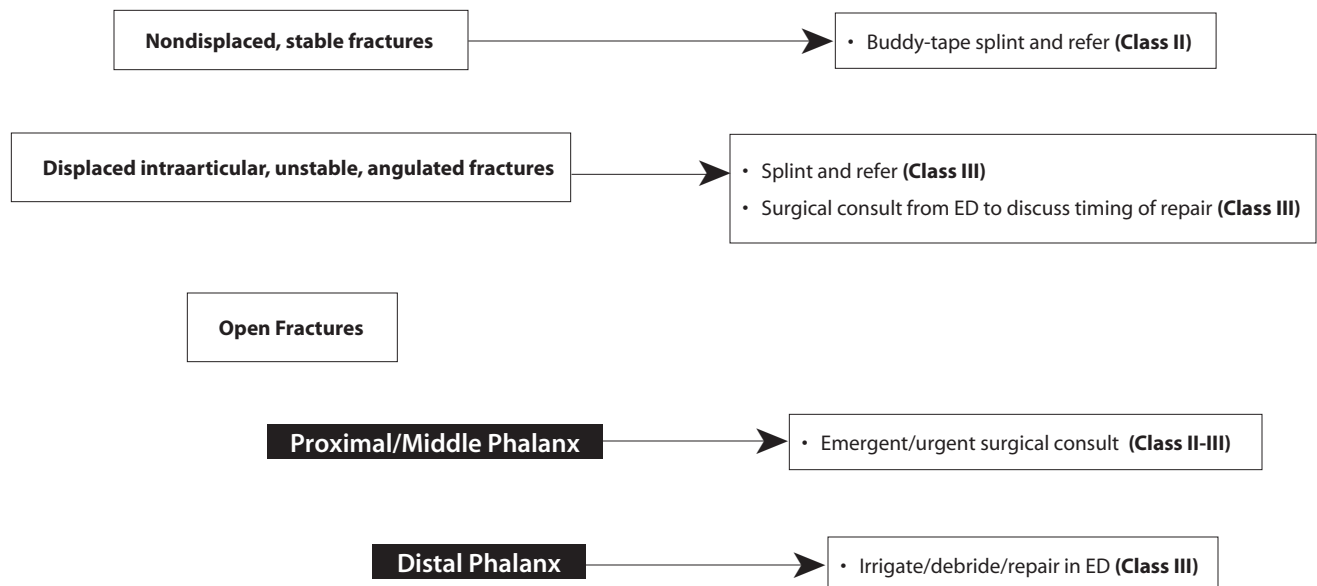 Nondisplaced, stable fractures
• Buddy-tape splint and refer (Class II)
Displaced intraarticular, unstable, angulated fractures
• Splint and refer (Class III)
• Surgical consult from ED to discuss timing of repair (Class III)
Open Fractures
Proximal/Middle Phalanx
• Emergent/urgent surgical consult (Class II-III)
Distal Phalanx
• Irrigate/debride/repair in ED (Class III)